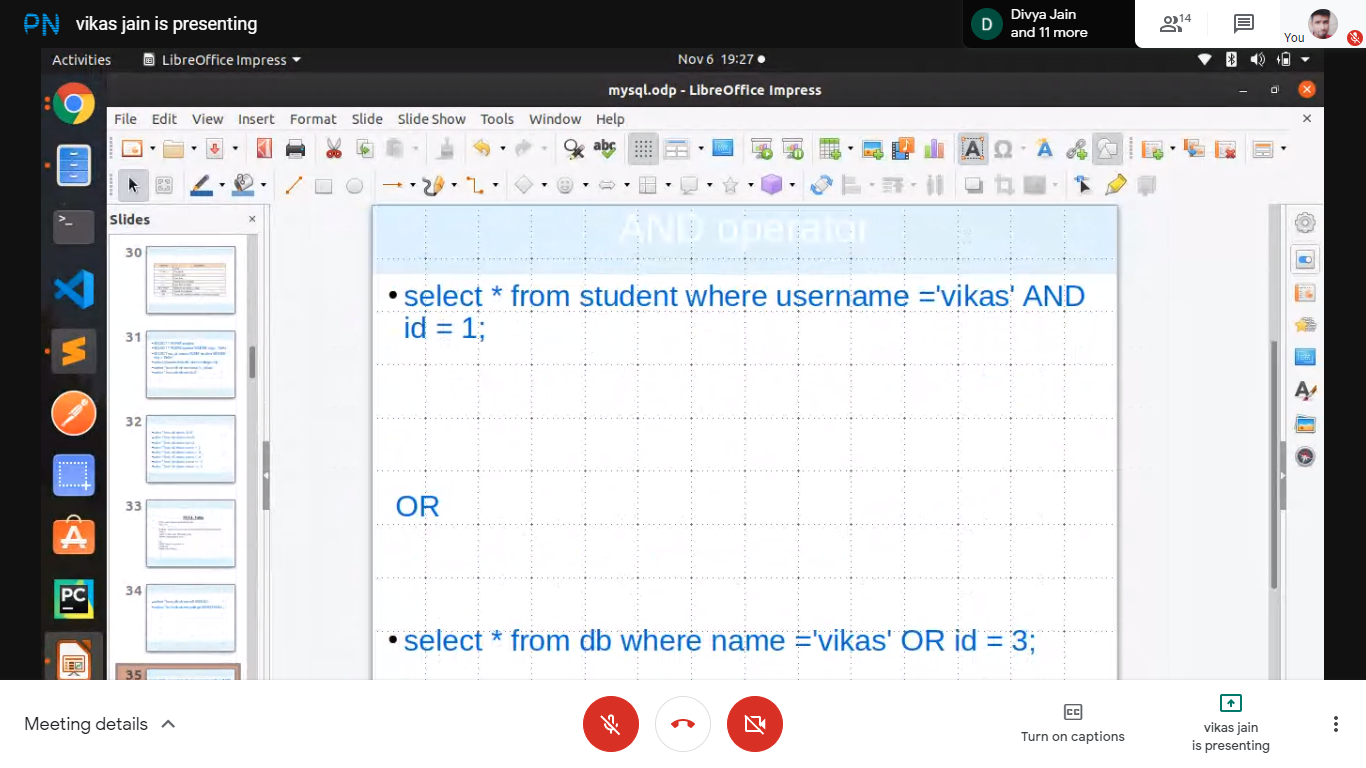 PN vikas jain is presenting
D Divya Jain
and 11 more
14
You
Activities LibreOffice Impress Nov 6 19:27
mysql.odp - LibreOffice Impress
File Edit View Insert Format Slide Slide Show Tools Window Help
abc
Slides
30
31
32
33
34
35
PC
AND operator
•select * from student where username ='vikas' AND
id = 1;
OR
•select * from db where name ='vikas' OR id = 3;
Meeting details
CC
Turn on captions
vikas jain
is presenting